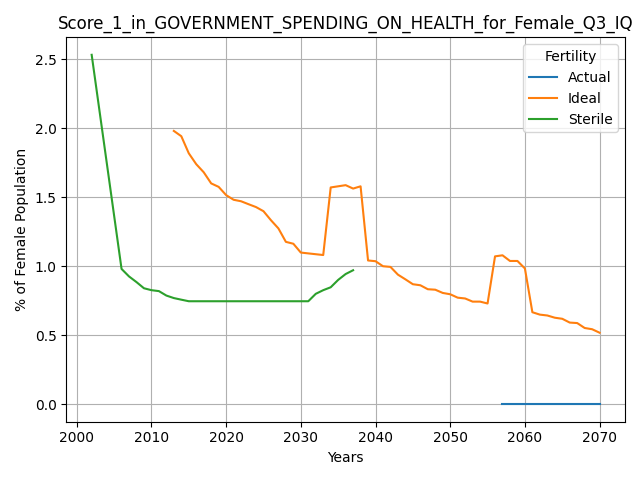 Score_1_in_GOVERNMENT_SPENDING_ON_HEALTH_for_Female_Q3_IQ
Fertility
Actual
Ideal
Sterile
% of Female Population
2.5
2.0
1.5
1.0
0.5
0.0
2000 2010 2020 2030 2040 2050 2060 2070
Years